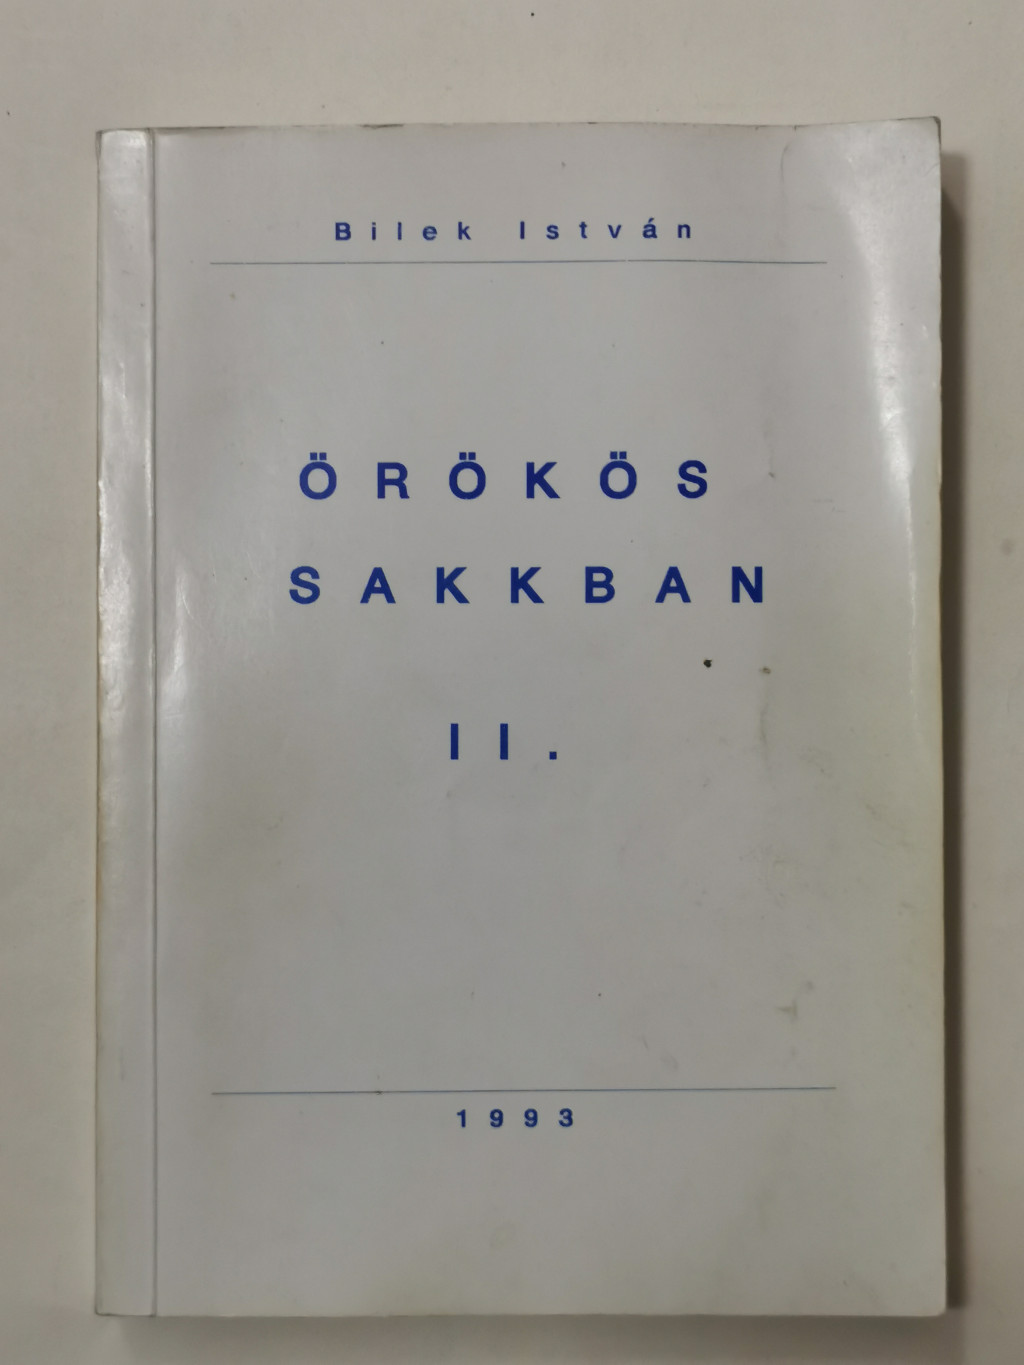 Bilek István
ÖRÖKÖS
SAKKBAN
II.
1993